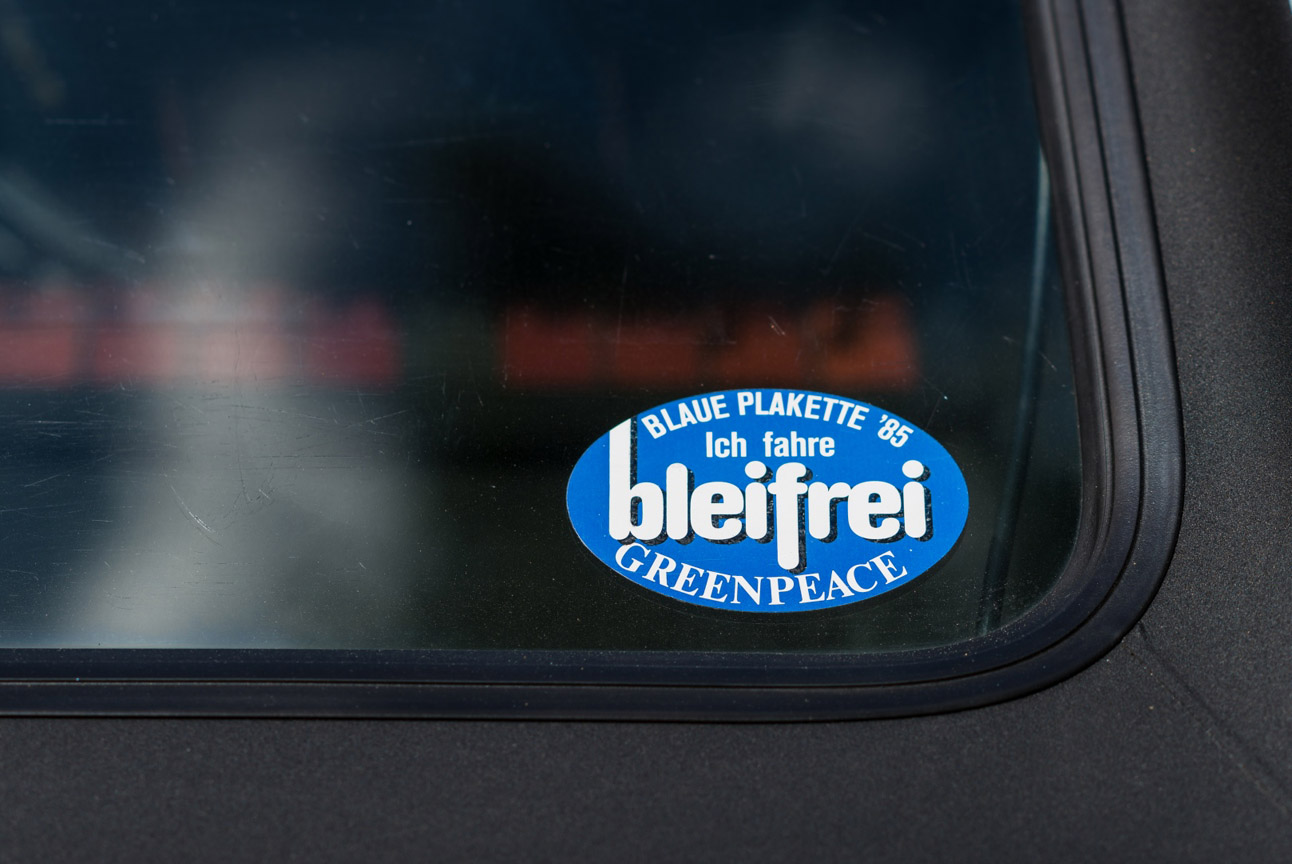 BLAUE PLAKETTE '85
Ich fahre
bleifrei
GREENPEACE